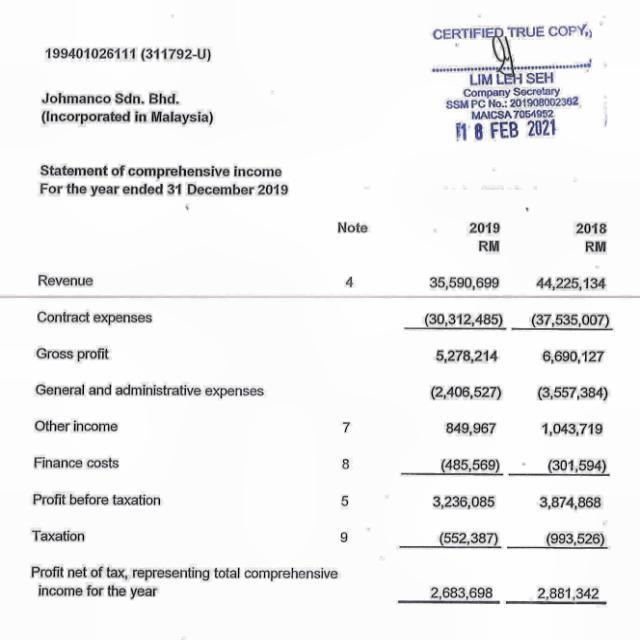 CERTIFIED TRUE COPY,
199401026111 (311792-U)
LIM LEH SEH
Company Secretary
SSM PC No.: 201908002362
MAICSA 7054952
18 FEB 2021
Johmanco Sdn. Bhd.
(Incorporated in Malaysia)
Statement of comprehensive income
For the year ended 31 December 2019
Note 2019 2018
RM RM
Revenue 4 35,590,699 44,225,134
Contract expenses (30,312,485) (37,535,007)
Gross profit 5,278,214 6,690,127
General and administrative expenses (2,406,527) (3,557,384)
Other income 7 849,967 1,043,719
Finance costs 8 (485,569) (301,594)
Profit before taxation 5 3,236,085 3,874,868
Taxation 9 (552,387) (993,526)
Profit net of tax, representing total comprehensive
income for the year 2,683,698 2,881,342